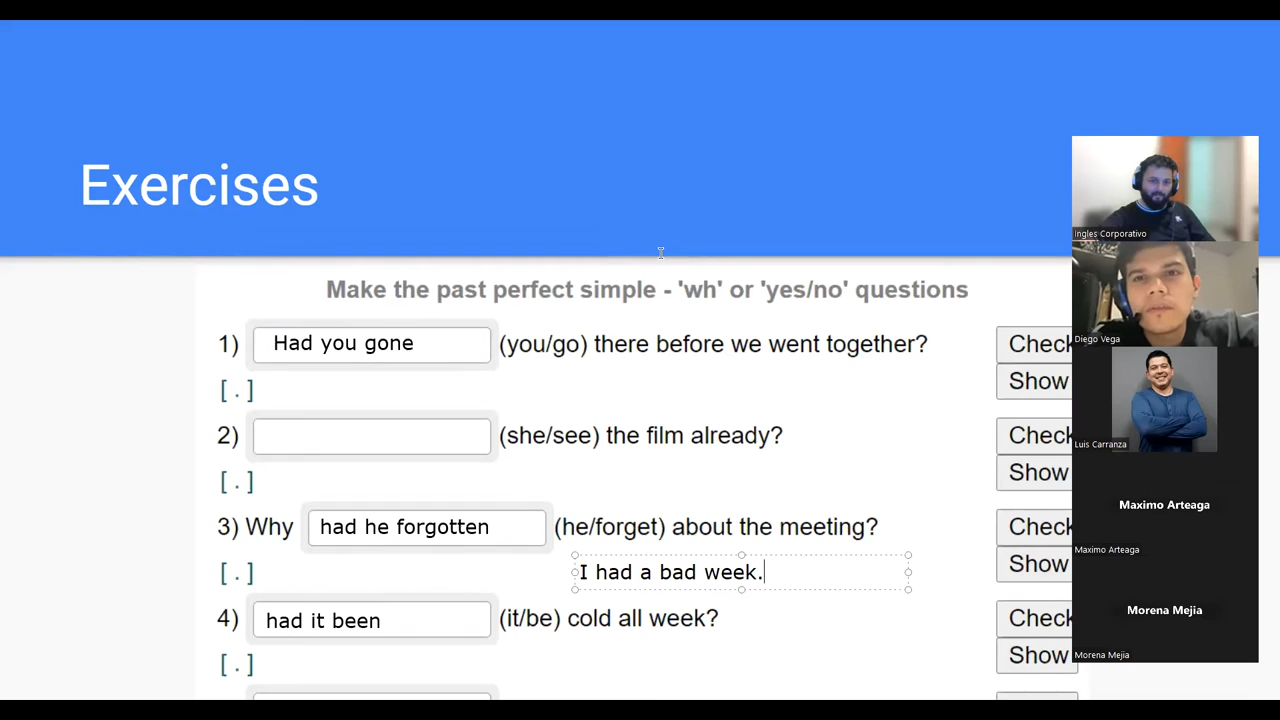 Exercises
Make the past perfect simple - 'wh' or 'yes/no' questions
1) Had you gone (you/go) there before we went together? Check
[ . ] Show
2) (she/see) the film already? Check
[ . ] Show
3) Why had he forgotten (he/forget) about the meeting? Check
[ . ] I had a bad week. Show
4) had it been (it/be) cold all week? Check
[ . ] Show
Ingles Corporativo
Diego Vega
Luis Carranza
Maximo Arteaga
Maximo Arteaga
Morena Mejia
Morena Mejia